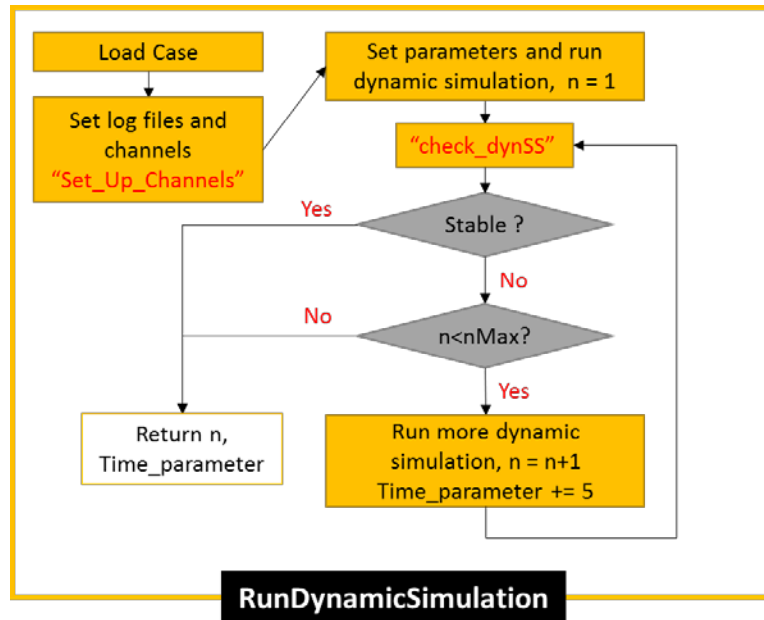 Load Case
Set log files and
channels
“Set_Up_Channels”
Set parameters and run
dynamic simulation, n = 1
“check_dynSS”
Stable ?
Yes
No
n<nMax?
No
Yes
Run more dynamic
simulation, n = n+1
Time_parameter += 5
Return n,
Time_parameter
RunDynamicSimulation